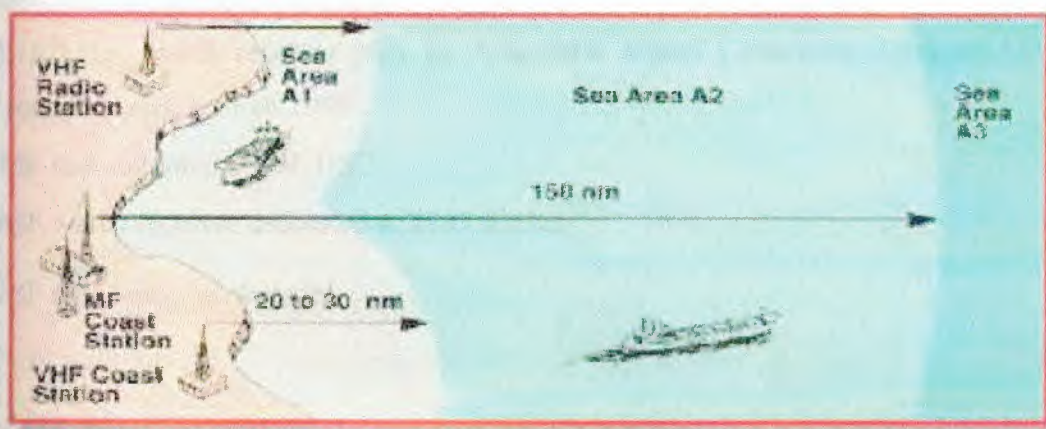 VHF
Radio
Station
Sea
Area
A1
Sea Area A2
Sea
Area
A3
150 nm
MF
Coast
Station
20 to 30 nm
VHF Coast
Station